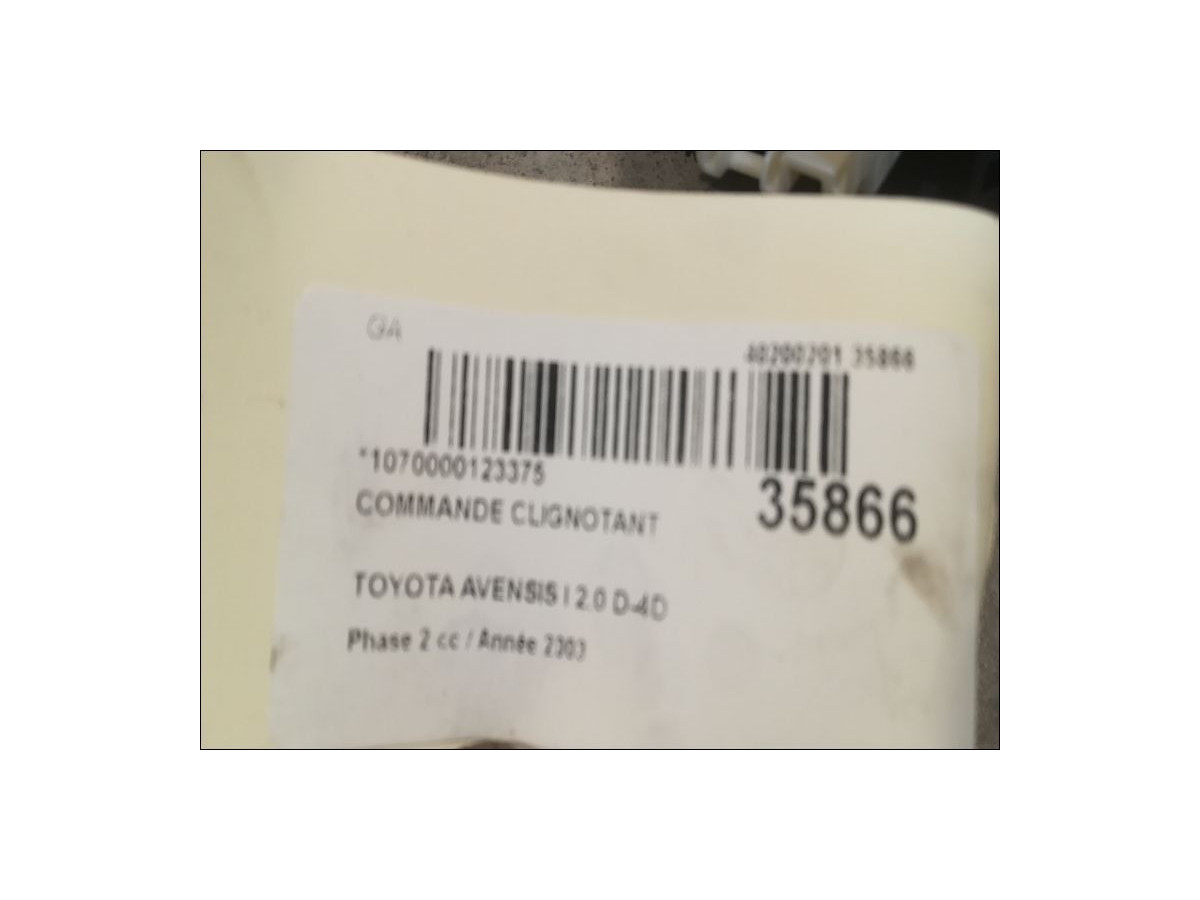 GA
40200201 35866
*1070000123375
35866
COMMANDE CLIGNOTANT
TOYOTA AVENSIS I 2.0 D-4D
Phase 2 cc / Année 2003